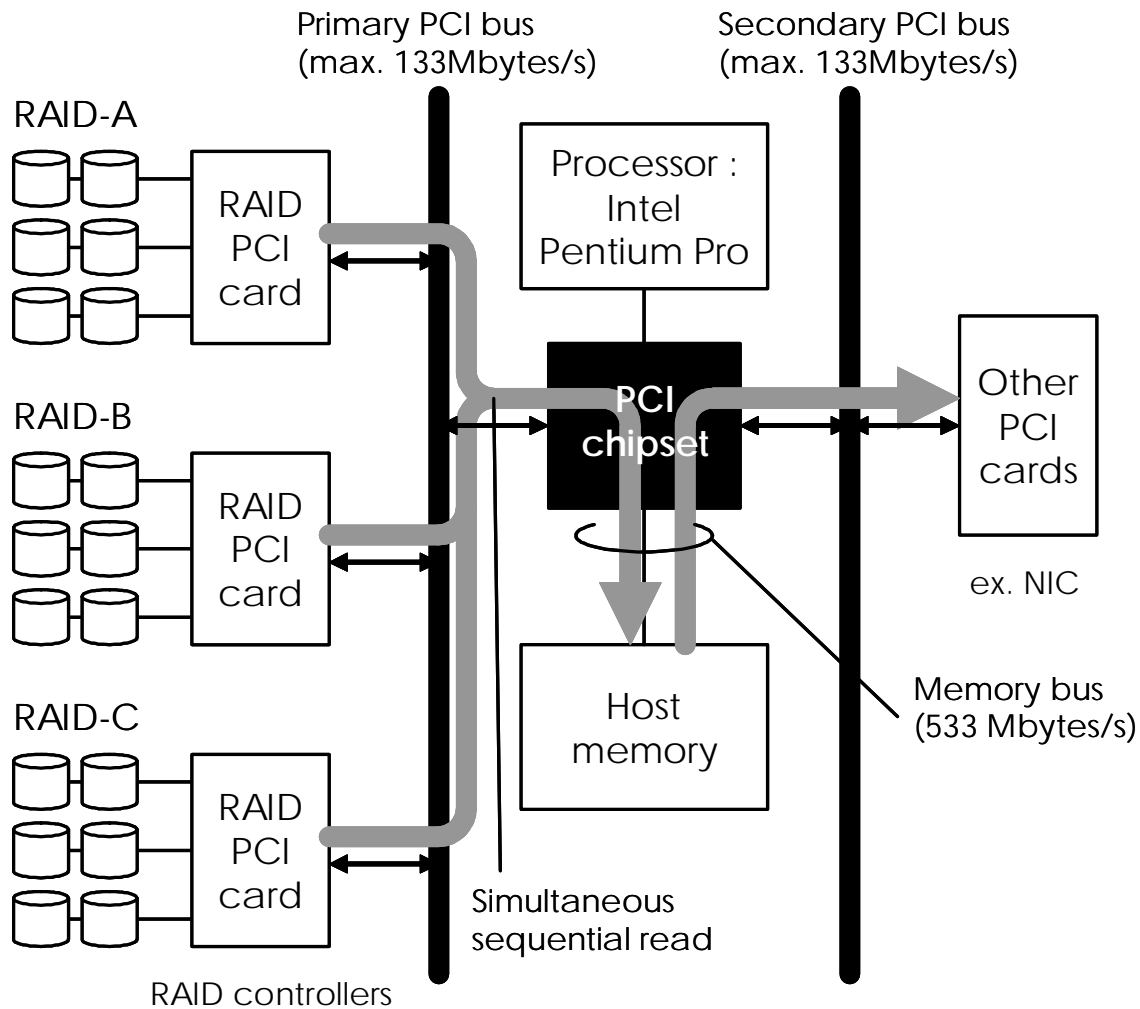 Primary PCI bus
(max. 133Mbytes/s)
Secondary PCI bus
(max. 133Mbytes/s)
RAID-A
RAID
PCI
card
Processor :
Intel
Pentium Pro
PCI
chipset
Other
PCI
cards
ex. NIC
RAID-B
RAID
PCI
card
Host
memory
Memory bus
(533 Mbytes/s)
RAID-C
RAID
PCI
card
Simultaneous
sequential read
RAID controllers